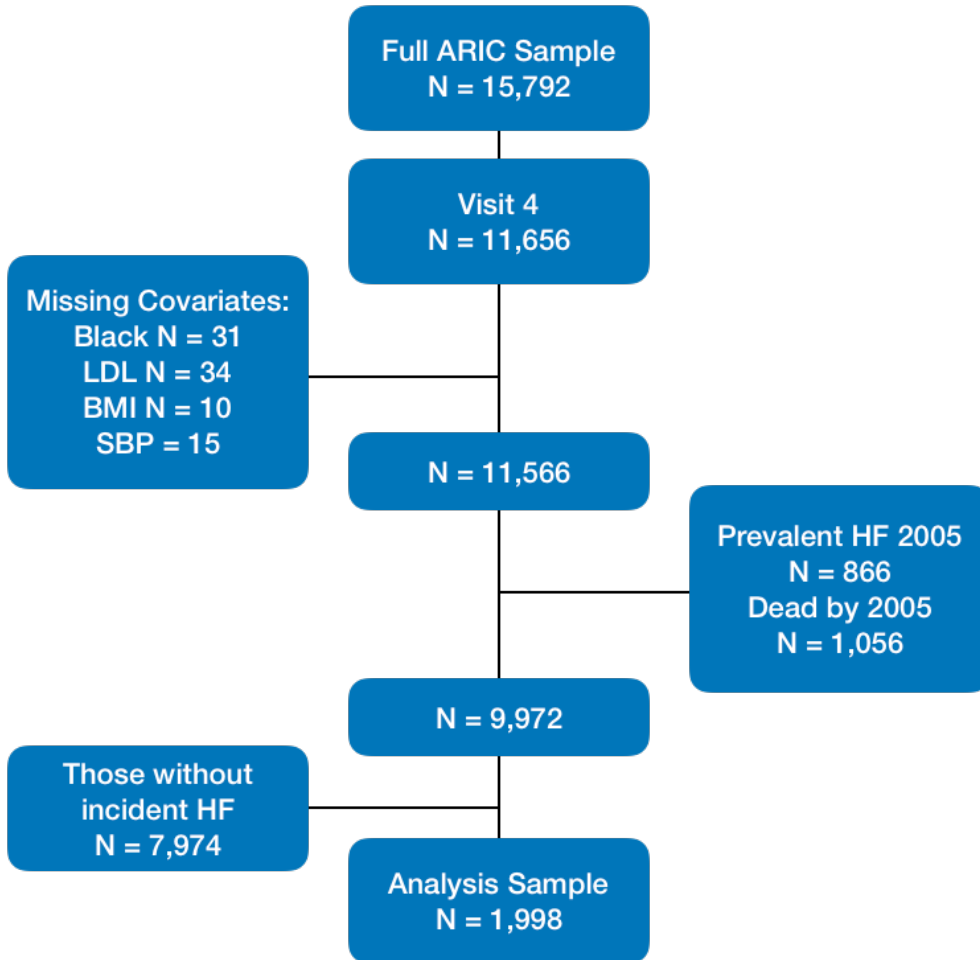 Full ARIC Sample
N = 15,792
Visit 4
N = 11,656
Missing Covariates:
Black N = 31
LDL N = 34
BMI N = 10
SBP = 15
N = 11,566
Prevalent HF 2005
N = 866
Dead by 2005
N = 1,056
N = 9,972
Those without
incident HF
N = 7,974
Analysis Sample
N = 1,998